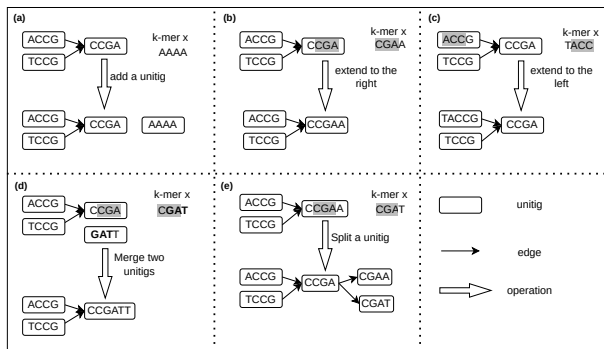 (a)
k-mer x
AAAA
ACCG
CCGA
TCCG
add a unitig
ACCG
CCGA
AAAA
TCCG
(b)
k-mer x
CGAA
ACCG
CCGA
TCCG
extend to the
right
ACCG
CCGAA
TCCG
(c)
k-mer x
TACC
ACCG
CCGA
TCCG
extend to the
left
TACCG
CCGA
TCCG
(d)
k-mer x
CGAT
ACCG
CCGA
TCCG
GATT
Merge two
unitigs
ACCG
CCGATT
TCCG
(e)
k-mer x
CGAT
ACCG
CCGAA
TCCG
Split a unitig
ACCG
CCGA
CGAA
TCCG
CGAT
unitig
edge
operation